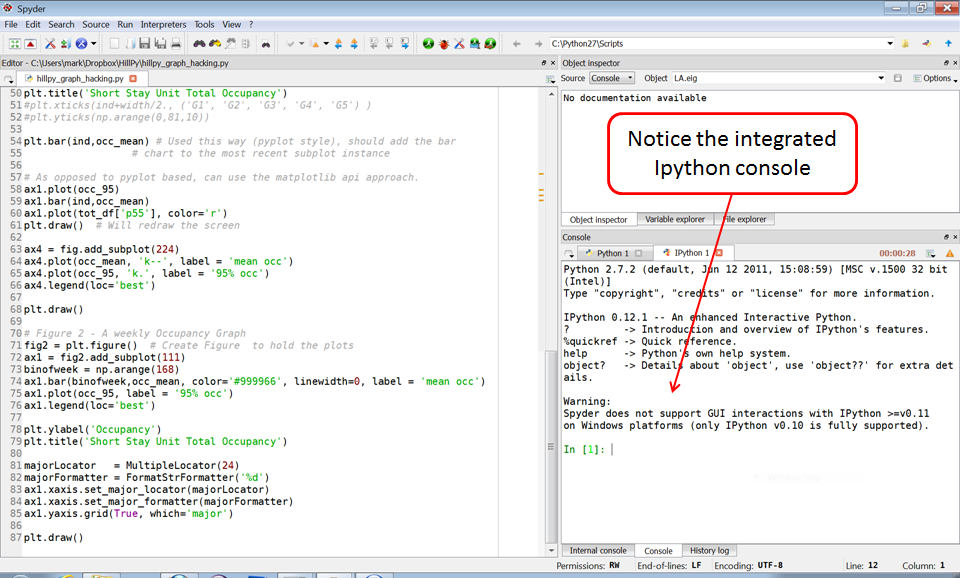 Spyder
File Edit Search Source Run Interpreters Tools View ?
C:\Python27\Scripts
Editor - C:\Users\mark\Dropbox\HillPy\hillpy_graph_hacking.py
hillpy_graph_hacking.py
50 plt.title('Short Stay Unit Total Occupancy')
51 #plt.xticks(ind+width/2., ('G1', 'G2', 'G3', 'G4', 'G5') )
52 #plt.yticks(np.arange(0,81,10))
53
54 plt.bar(ind,occ_mean) # Used this way (pyplot style), should add the bar
55 # chart to the most recent subplot instance
56
57 # As opposed to pyplot based, can use the matplotlib api approach.
58 ax1.plot(occ_95)
59 ax1.bar(ind,occ_mean)
60 ax1.plot(tot_df['p55'], color='r')
61 plt.draw() # Will redraw the screen
62
63 ax4 = fig.add_subplot(224)
64 ax4.plot(occ_mean, 'k--', label = 'mean occ')
65 ax4.plot(occ_95, 'k.', label = '95% occ')
66 ax4.legend(loc='best')
67
68 plt.draw()
69
70 # Figure 2 - A weekly Occupancy Graph
71 fig2 = plt.figure() # Create Figure to hold the plots
72 ax1 = fig2.add_subplot(111)
73 binofweek = np.arange(168)
74 ax1.bar(binofweek,occ_mean, color='#999966', linewidth=0, label = 'mean occ')
75 ax1.plot(occ_95, label = '95% occ')
76 ax1.legend(loc='best')
77
78 plt.ylabel('Occupancy')
79 plt.title('Short Stay Unit Total Occupancy')
80
81 majorLocator = MultipleLocator(24)
82 majorFormatter = FormatStrFormatter('%d')
83 ax1.xaxis.set_major_locator(majorLocator)
84 ax1.xaxis.set_major_formatter(majorFormatter)
85 ax1.yaxis.grid(True, which='major')
86
87 plt.draw()
Object inspector
Source Console Object LA.eig Options
No documentation available
Notice the integrated
Ipython console
Object inspector Variable explorer File explorer
Console
Python 1 IPython 1 00:00:28
Python 2.7.2 (default, Jun 12 2011, 15:08:59) [MSC v.1500 32 bit
(Intel)]
Type "copyright", "credits" or "license" for more information.
IPython 0.12.1 -- An enhanced Interactive Python.
? -> Introduction and overview of IPython's features.
%quickref -> Quick reference.
help -> Python's own help system.
object? -> Details about 'object', use 'object??' for extra det
ails.
Warning:
Spyder does not support GUI interactions with IPython >=v0.11
on Windows platforms (only IPython v0.10 is fully supported).
In [1]:
Internal console Console History log
Permissions: RW End-of-lines: LF Encoding: UTF-8 Line: 12 Column: 1